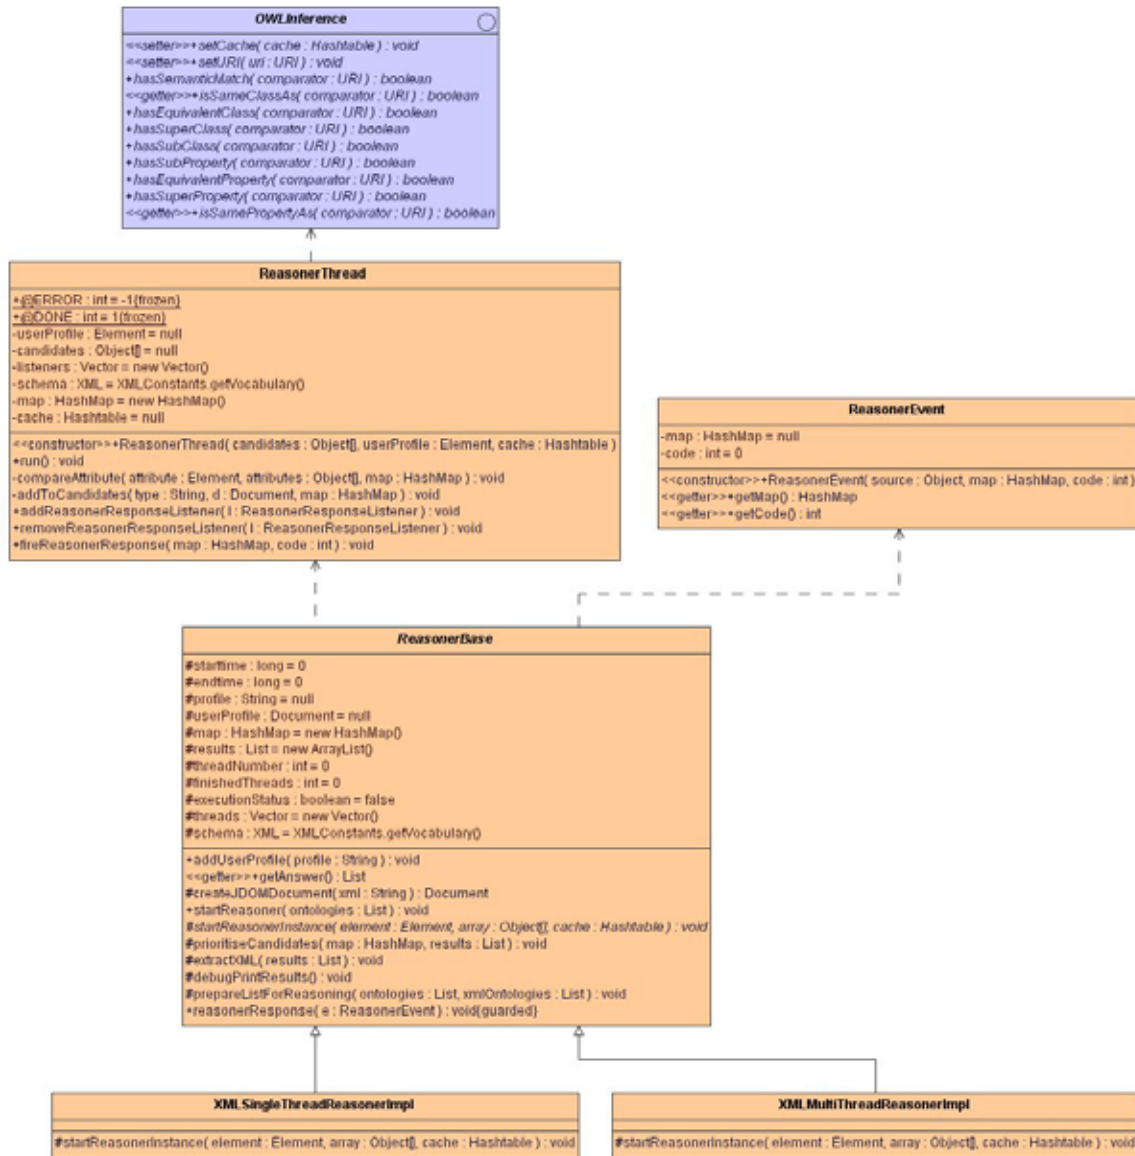 OWLInference
<<setter>>+setCache( cache : Hashtable ) : void
<<setter>>+setURI( uri : URI ) : void
+hasSemanticMatch( comparator : URI ) : boolean
<<getter>>+isSameClassAs( comparator : URI ) : boolean
+hasEquivalentClass( comparator : URI ) : boolean
+hasSuperClass( comparator : URI ) : boolean
+hasSubClass( comparator : URI ) : boolean
+hasSubProperty( comparator : URI ) : boolean
+hasEquivalentProperty( comparator : URI ) : boolean
+hasSuperProperty( comparator : URI ) : boolean
<<getter>>+isSamePropertyAs( comparator : URI ) : boolean
ReasonerThread
+@ERROR : int = -1{frozen}
+@DONE : int = 1{frozen}
-userProfile : Element = null
-candidates : Object[] = null
-listeners : Vector = new Vector()
-schema : XML = XMLConstants.getVocabulary()
-map : HashMap = new HashMap()
-cache : Hashtable = null
<<constructor>>+ReasonerThread( candidates : Object[], userProfile : Element, cache : Hashtable )
+run() : void
-compareAttribute( attribute : Element, attributes : Object[], map : HashMap ) : void
-addToCandidates( type : String, d : Document, map : HashMap ) : void
+addReasonerResponseListener( l : ReasonerResponseListener ) : void
+removeReasonerResponseListener( l : ReasonerResponseListener ) : void
+fireReasonerResponse( map : HashMap, code : int ) : void
ReasonerEvent
-map : HashMap = null
-code : int = 0
<<constructor>>+ReasonerEvent( source : Object, map : HashMap, code : int )
<<getter>>+getMap() : HashMap
<<getter>>+getCode() : int
ReasonerBase
#starttime : long = 0
#endtime : long = 0
#profile : String = null
#userProfile : Document = null
#map : HashMap = new HashMap()
#results : List = new ArrayList()
#threadNumber : int = 0
#finishedThreads : int = 0
#executionStatus : boolean = false
#threads : Vector = new Vector()
#schema : XML = XMLConstants.getVocabulary()
+addUserProfile( profile : String ) : void
<<getter>>+getAnswer() : List
#createJDOMDocument( xml : String ) : Document
+startReasoner( ontologies : List ) : void
#startReasonerInstance( element : Element, array : Object[], cache : Hashtable ) : void
#prioritiseCandidates( map : HashMap, results : List ) : void
#extractXML( results : List ) : void
#debugPrintResults() : void
#prepareListForReasoning( ontologies : List, xmlOntologies : List ) : void
+reasonerResponse( e : ReasonerEvent ) : void{guarded}
XMLSingleThreadReasonerImpl
#startReasonerInstance( element : Element, array : Object[], cache : Hashtable ) : void
XMLMultiThreadReasonerImpl
#startReasonerInstance( element : Element, array : Object[], cache : Hashtable ) : void